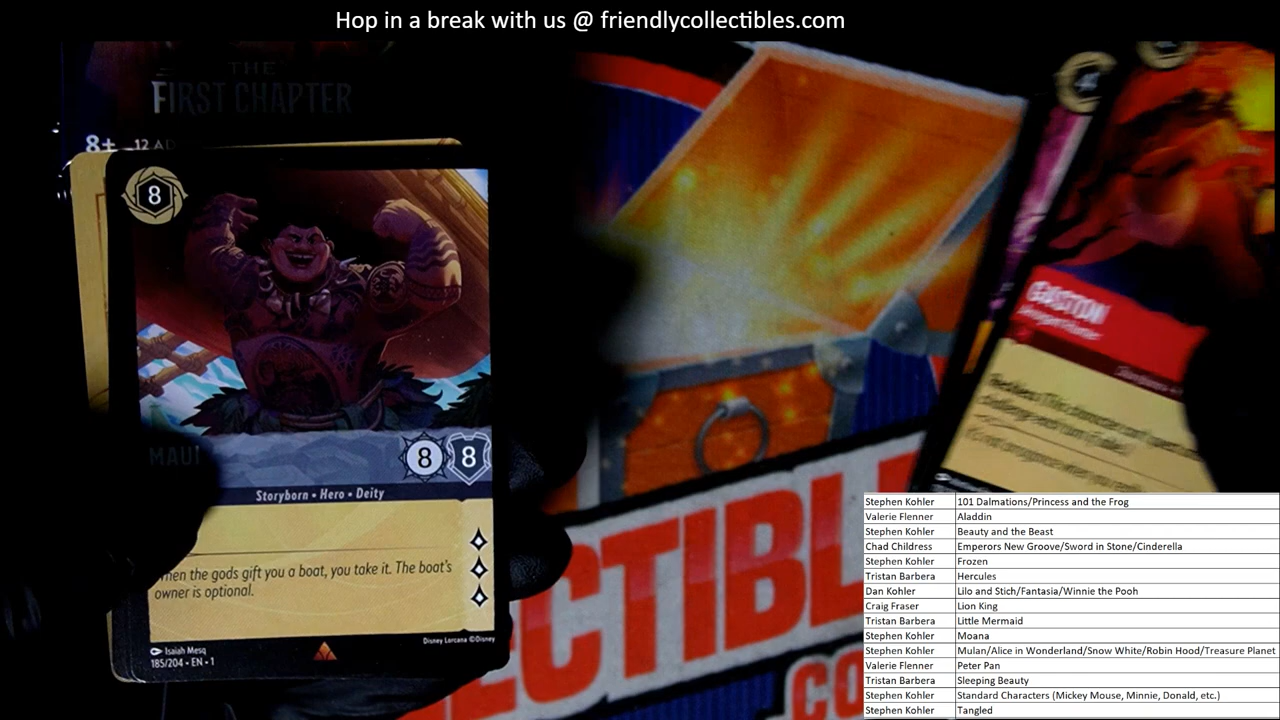 Hop in a break with us @ friendlycollectibles.com
THE
FIRST CHAPTER
8+ 12 AD
8
MAUI
8 8
Storyborn • Hero • Deity
When the gods gift you a boat, you take it. The boat's
owner is optional.
Isaiah Mesq
185/204 • EN • 1
Disney Lorcana ©Disney
GASTON
ECTIBL
CO
Stephen Kohler 101 Dalmations/Princess and the Frog
Valerie Flenner Aladdin
Stephen Kohler Beauty and the Beast
Chad Childress Emperors New Groove/Sword in Stone/Cinderella
Stephen Kohler Frozen
Tristan Barbera Hercules
Dan Kohler Lilo and Stich/Fantasia/Winnie the Pooh
Craig Fraser Lion King
Tristan Barbera Little Mermaid
Stephen Kohler Moana
Stephen Kohler Mulan/Alice in Wonderland/Snow White/Robin Hood/Treasure Planet
Valerie Flenner Peter Pan
Tristan Barbera Sleeping Beauty
Stephen Kohler Standard Characters (Mickey Mouse, Minnie, Donald, etc.)
Stephen Kohler Tangled